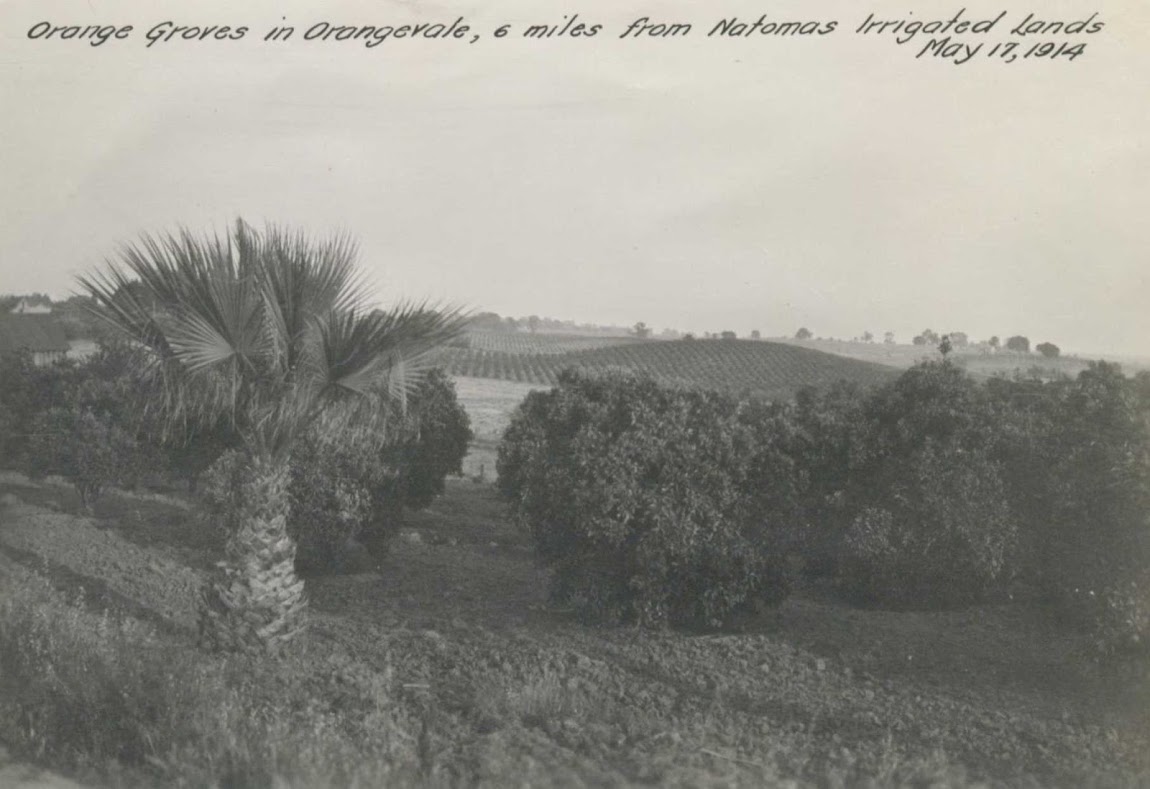 Orange Groves in Orangevale, 6 miles from Natomas Irrigated Lands
May 17, 1914